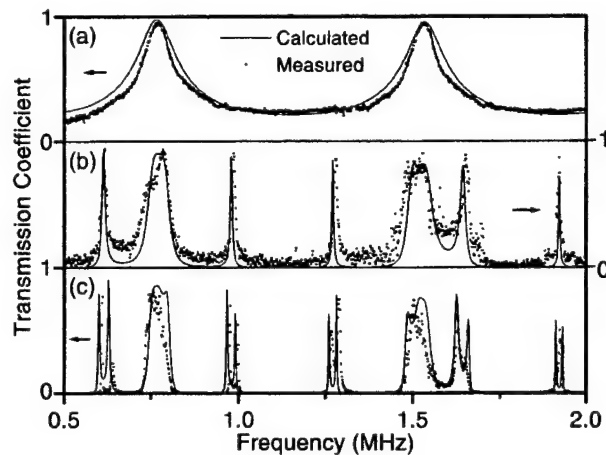 1
(a)
Calculated
Measured
0
1
(b)
1
0
(c)
0
0.5
1.0
1.5
2.0
Transmission Coefficient
Frequency (MHz)